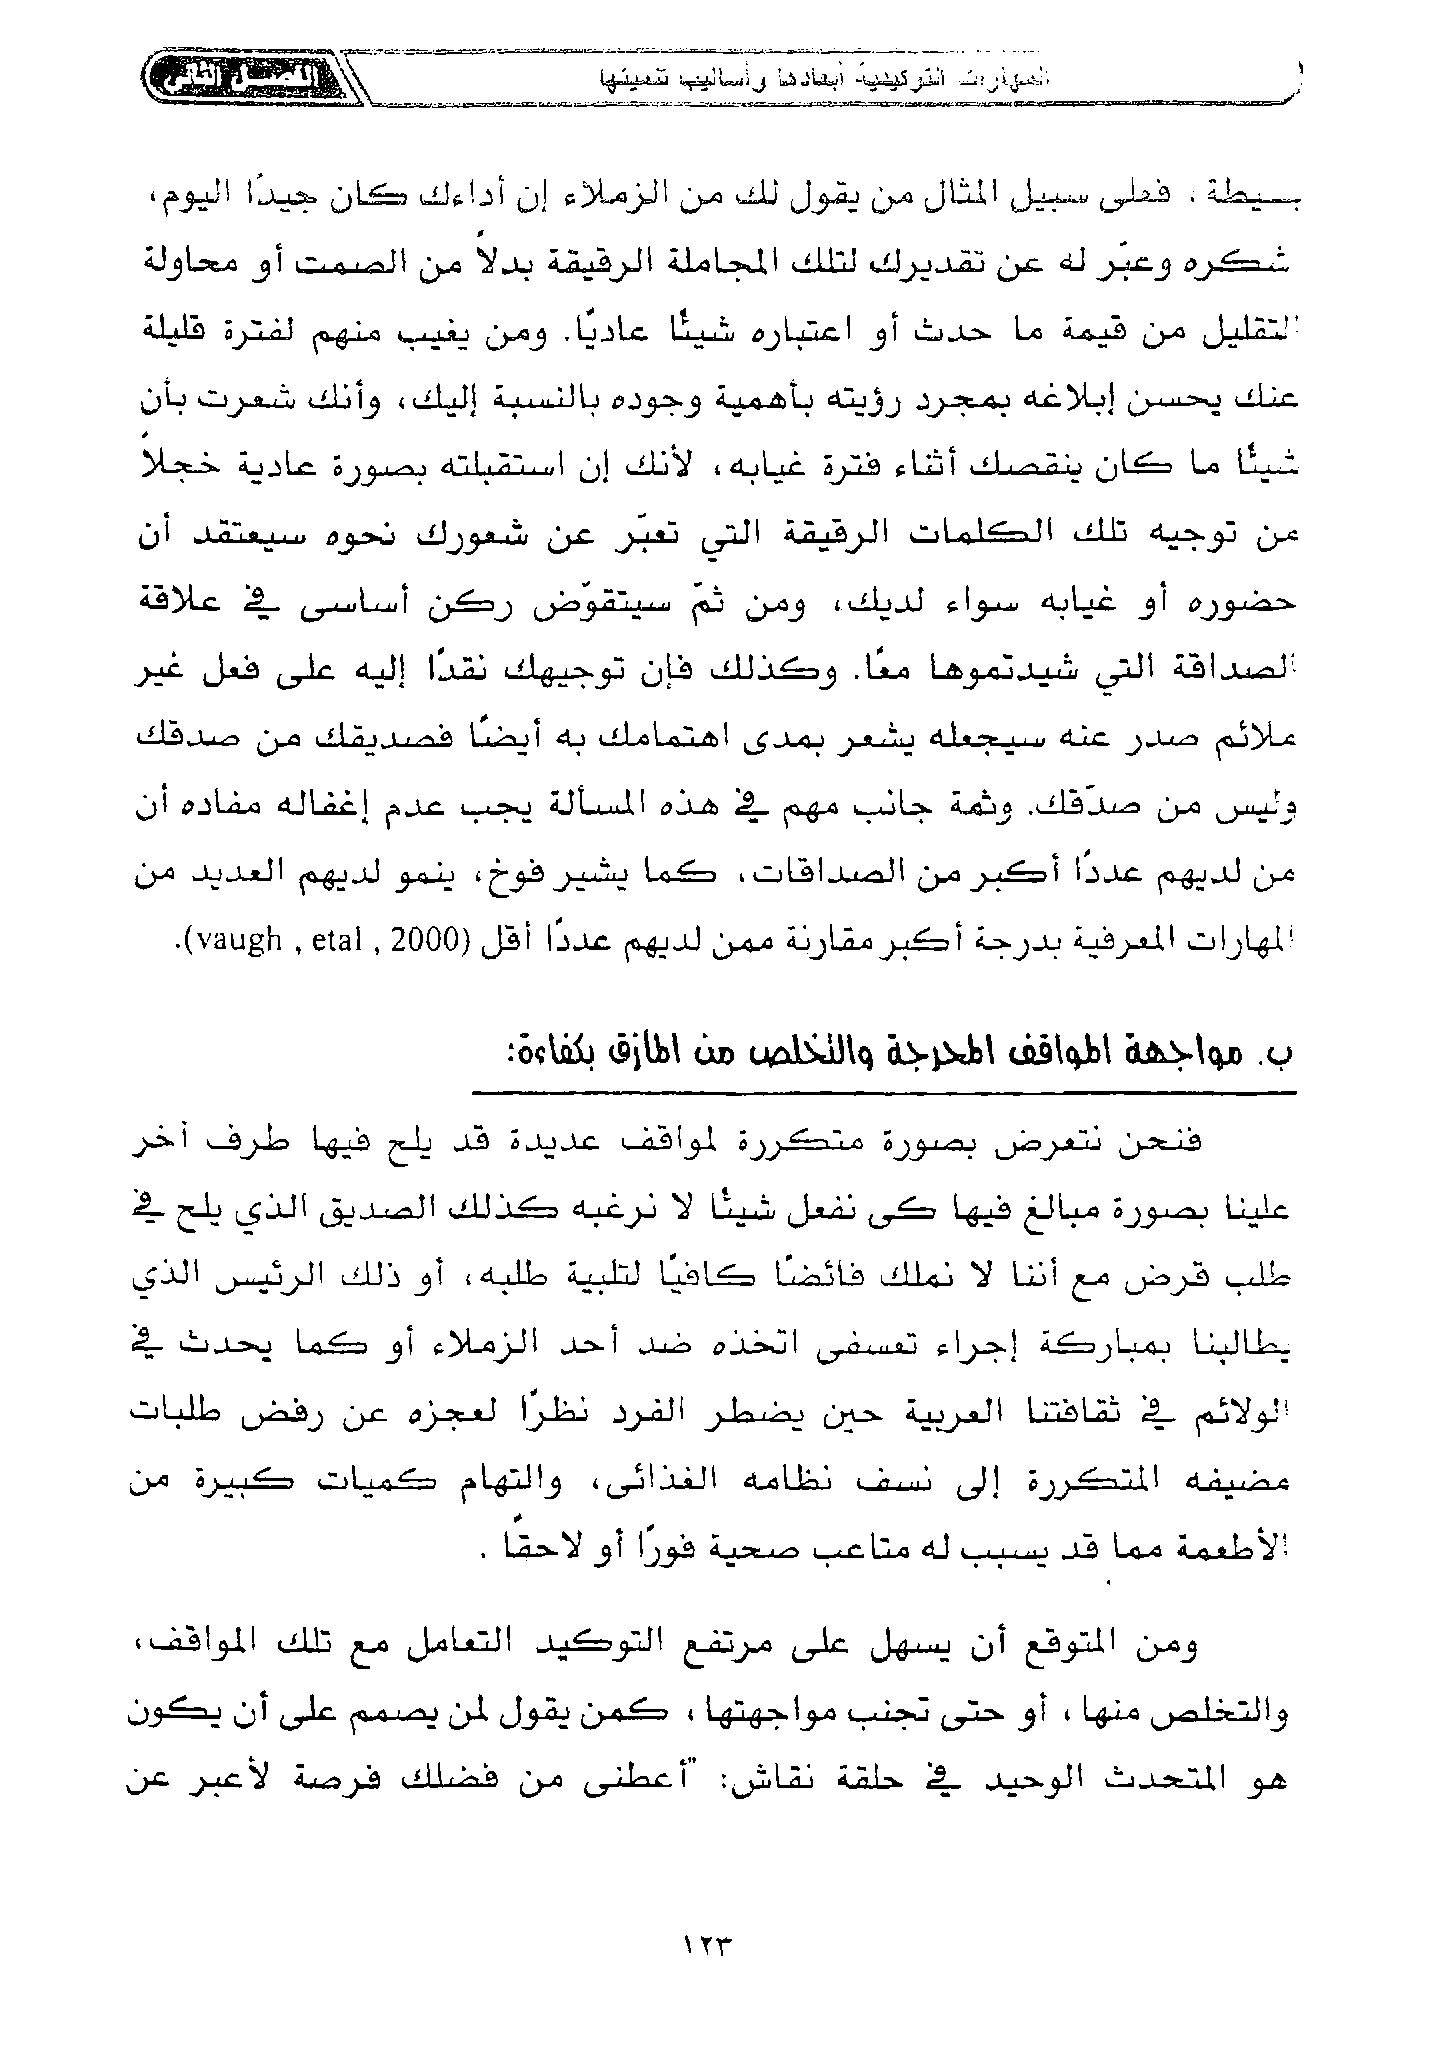 المهارات التوكيدية أبعادها وأساليب تنميتها
الفصل الثاني
بسيطة، فعلى سبيل المثال من يقول لك من الزملاء إن أداءك كان جيدًا اليوم،
شكره وعبّر له عن تقديرك لتلك المجاملة الرقيقة بدلاً من الصمت أو محاولة
التقليل من قيمة ما حدث أو اعتباره شيئًا عاديًا. ومن يغيب منهم لفترة قليلة
عنك يحسن إبلاغه بمجرد رؤيته بأهمية وجوده بالنسبة إليك، وأنك شعرت بأن
شيئًا ما كان ينقصك أثناء فترة غيابه، لأنك إن استقبلته بصورة عادية خجلاً
من توجيه تلك الكلمات الرقيقة التي تعبّر عن شعورك نحوه سيعتقد أن
حضوره أو غيابه سواء لديك، ومن ثمّ سيتقوّض ركن أساسى في علاقة
الصداقة التي شيدتموها معًا. وكذلك فإن توجيهك نقدًا إليه على فعل غير
ملائم صدر عنه سيجعله يشعر بمدى اهتمامك به أيضًا فصديقك من صدقك
وليس من صدّقك. وثمة جانب مهم في هذه المسألة يجب عدم إغفاله مفاده أن
من لديهم عددًا أكبر من الصداقات، كما يشير فوخ، ينمو لديهم العديد من
المهارات المعرفية بدرجة أكبر مقارنة ممن لديهم عددًا أقل (vaugh , etal , 2000).
ب. مواجهة المواقف المحرجة والتخلص من المازق بكفاءة:
فنحن نتعرض بصورة متكررة لمواقف عديدة قد يلح فيها طرف أخر
علينا بصورة مبالغ فيها كى نفعل شيئًا لا نرغبه كذلك الصديق الذي يلح في
طلب قرض مع أننا لا نملك فائضًا كافيًا لتلبية طلبه، أو ذلك الرئيس الذي
يطالبنا بمباركة إجراء تعسفى اتخذه ضد أحد الزملاء أو كما يحدث في
الولائم في ثقافتنا العربية حين يضطر الفرد نظرًا لعجزه عن رفض طلبات
مضيفه المتكررة إلى نسف نظامه الغذائى، والتهام كميات كبيرة من
الأطعمة مما قد يسبب له متاعب صحية فورًا أو لاحقًا .
ومن المتوقع أن يسهل على مرتفع التوكيد التعامل مع تلك المواقف،
والتخلص منها، أو حتى تجنب مواجهتها، كمن يقول لمن يصمم على أن يكون
هو المتحدث الوحيد في حلقة نقاش: "أعطنى من فضلك فرصة لأعبر عن
١٢٣